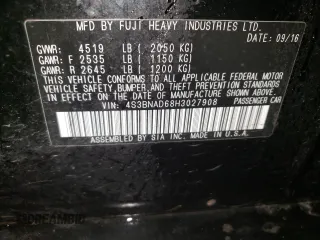 MFD BY FUJI HEAVY INDUSTRIES LTD.
DATE: 09/16
GVWR: 4519 LB ( 2050 KG)
GAWR: F 2535 LB ( 1150 KG)
GAWR: R 2645 LB ( 1200 KG)
THIS VEHICLE CONFORMS TO ALL APPLICABLE FEDERAL MOTOR
VEHICLE SAFETY, BUMPER, AND THEFT PREVENTION STANDARDS
IN EFFECT ON THE DATE OF MANUFACTURE SHOWN ABOVE.
VIN: 4S3BNAD68H3027908 PASSENGER CAR
ASSEMBLED BY SIA INC. IN U.S.A.
DREAMBID